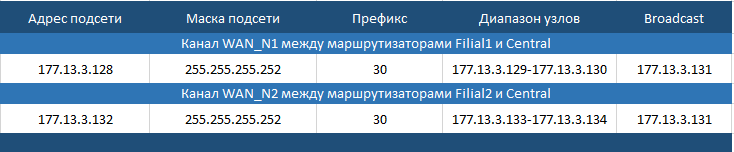 Адрес подсети Маска подсети Префикс Диапазон узлов Broadcast
Канал WAN_N1 между маршрутизаторами Filial1 и Central
177.13.3.128 255.255.255.252 30 177.13.3.129-177.13.3.130 177.13.3.131
Канал WAN_N2 между маршрутизаторами Filial2 и Central
177.13.3.132 255.255.255.252 30 177.13.3.133-177.13.3.134 177.13.3.131